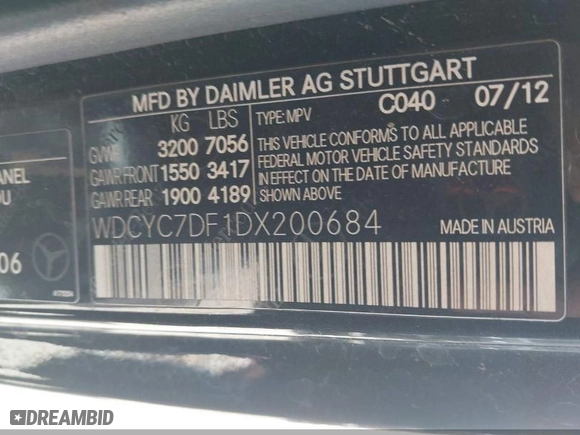 MFD BY DAIMLER AG STUTTGART
KG LBS TYPE: MPV C040 07/12
GVW 3200 7056
GAWR.FRONT 1550 3417
GAWR.REAR 1900 4189
THIS VEHICLE CONFORMS TO ALL APPLICABLE
FEDERAL MOTOR VEHICLE SAFETY STANDARDS
IN EFFECT ON THE DATE OF MANUFACTURE
SHOWN ABOVE.
WDCYC7DF1DX200684
MADE IN AUSTRIA
ANEL
OU
06
DREAMBID